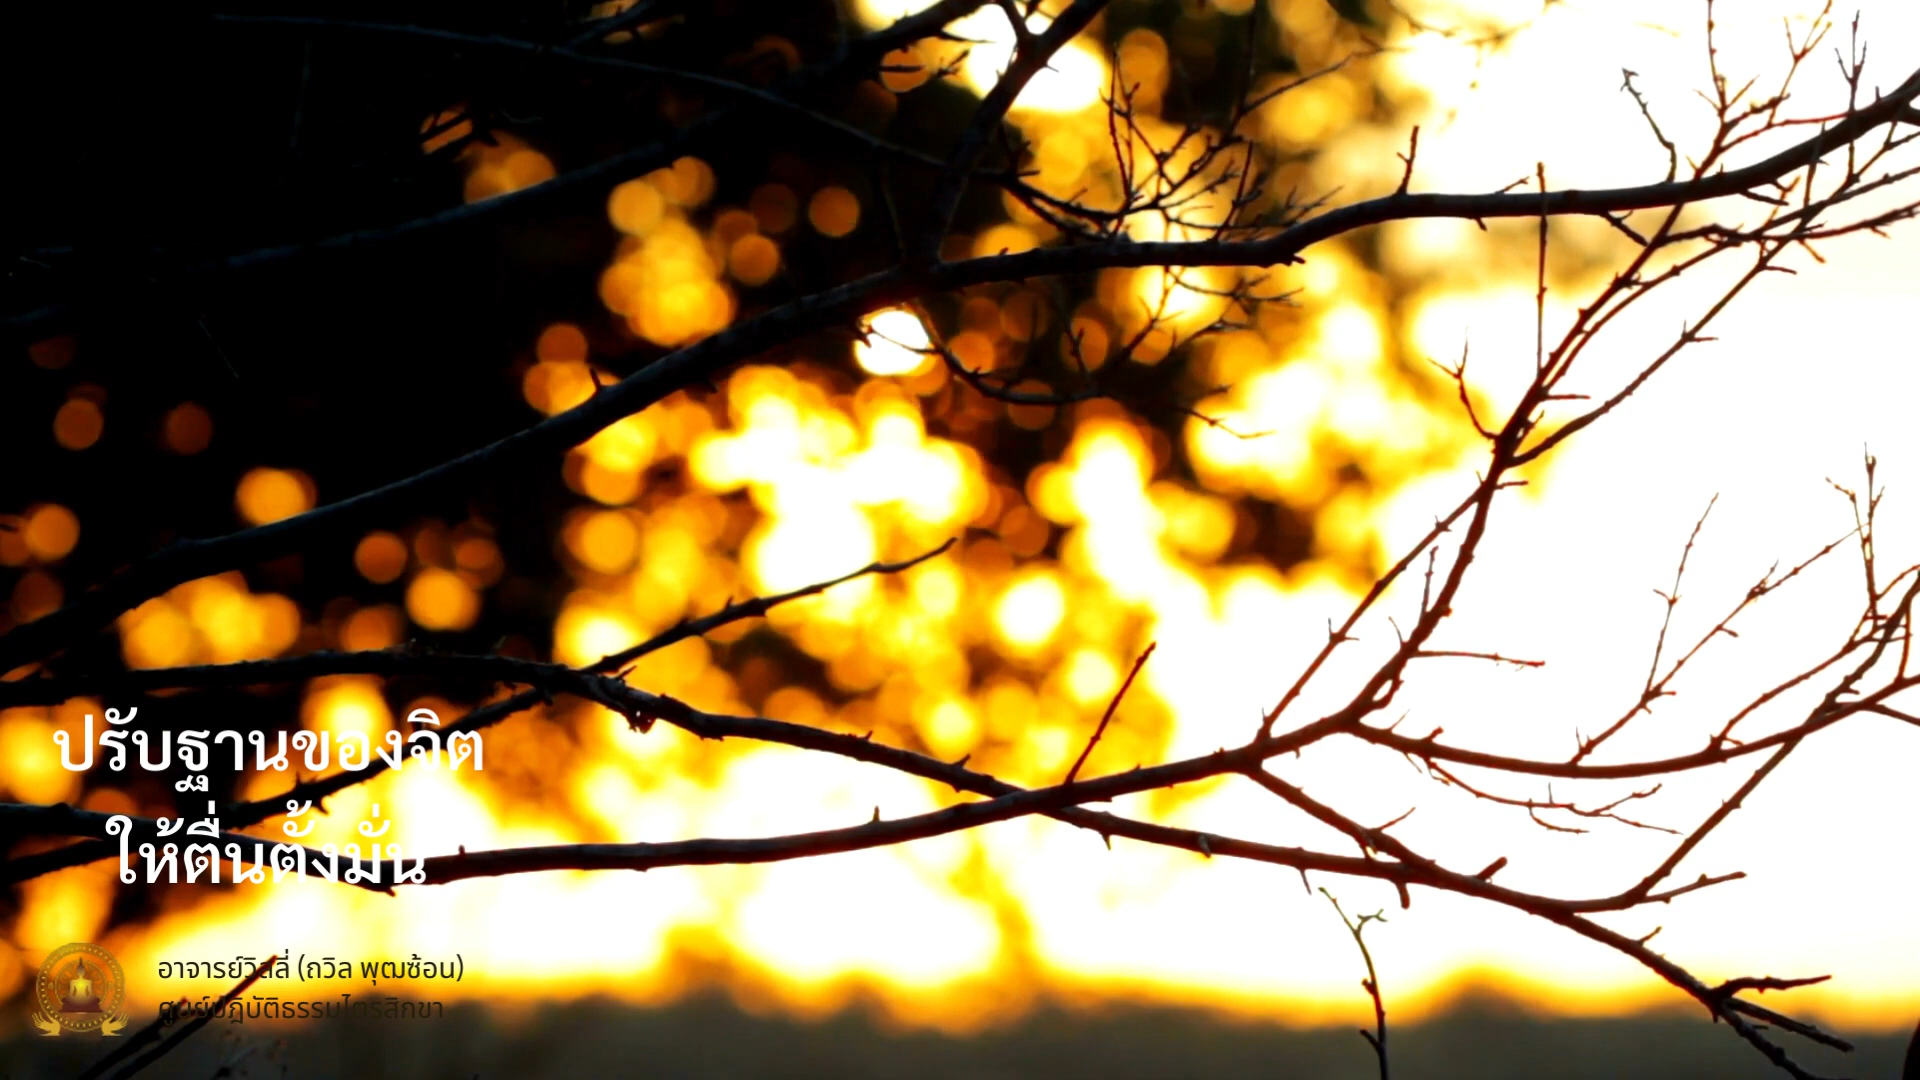 ปรับฐานของจิต
ให้ตื่นตั้งมั่น
อาจารย์วิสลี่ (ถวิล พุฒซ้อน)
ศูนย์ปฎิบัติธรรมไตรสิกขา